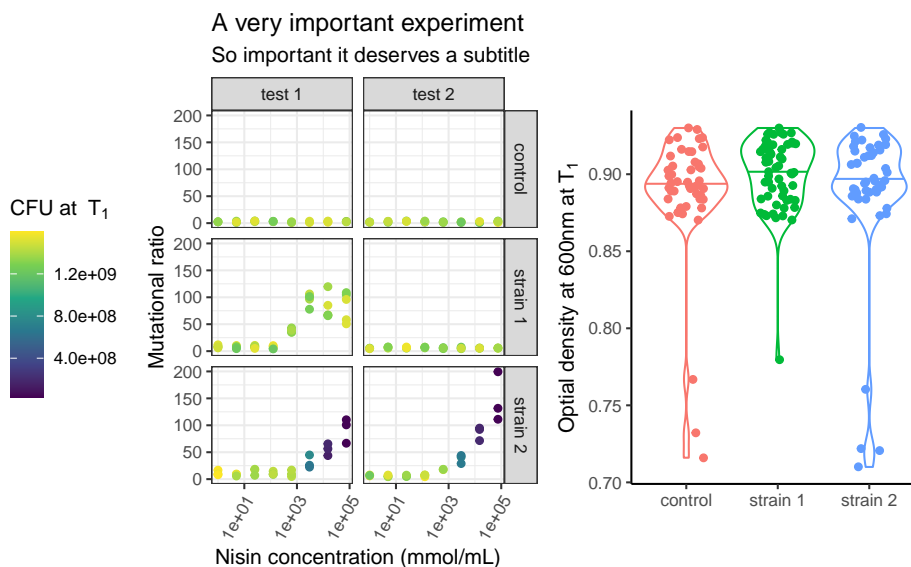 A very important experiment
So important it deserves a subtitle
test 1
test 2
200
150
100
50
0
control
200
150
100
50
0
strain 1
200
150
100
50
0
strain 2
1e+01
1e+03
1e+05
1e+01
1e+03
1e+05
Nisin concentration (mmol/mL)
Mutational ratio
CFU at T1
1.2e+09
8.0e+08
4.0e+08
Optial density at 600nm at T1
0.90
0.85
0.80
0.75
0.70
control
strain 1
strain 2